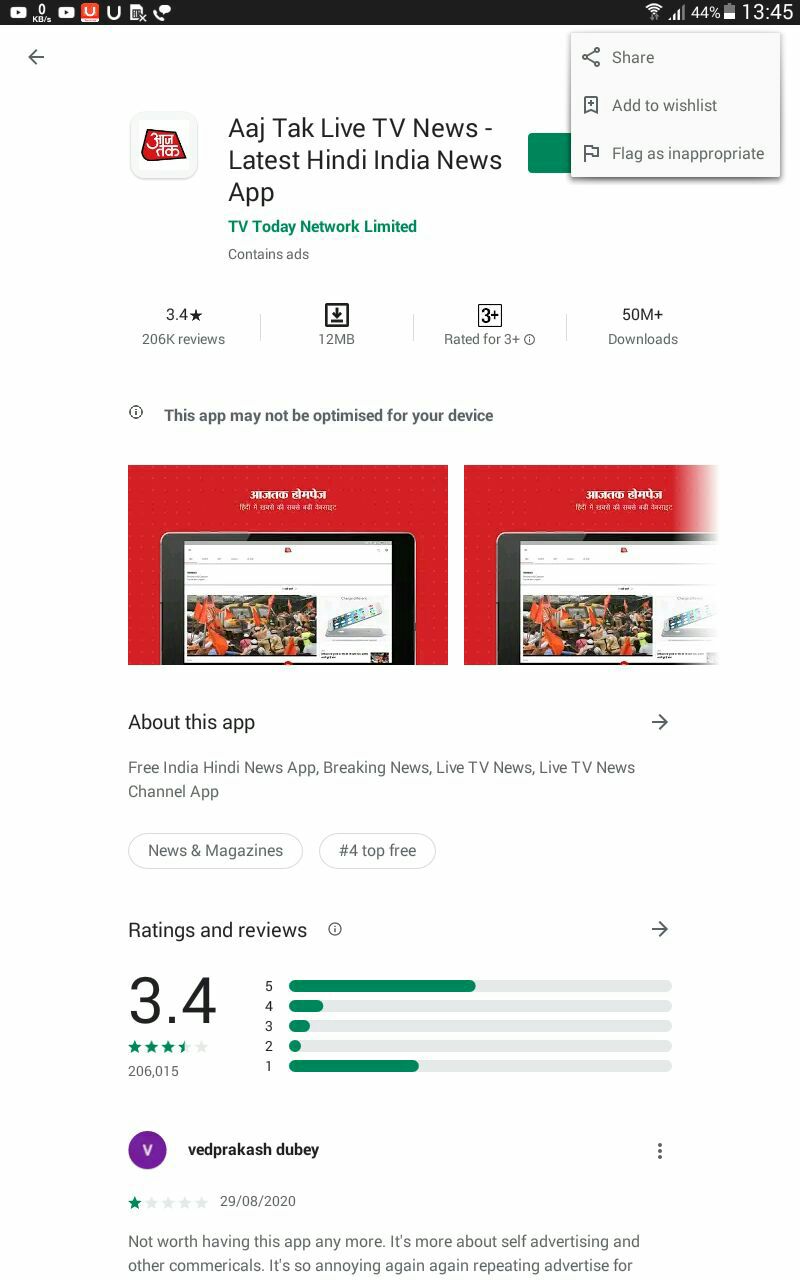 0
KB/s
44%
13:45
Share
Add to wishlist
Flag as inappropriate
आज
तक
Aaj Tak Live TV News -
Latest Hindi India News
App
TV Today Network Limited
Contains ads
3.4★
206K reviews
12MB
3+
Rated for 3+
50M+
Downloads
This app may not be optimised for your device
आजतक होमपेज
हिंदी में खबरों की सबसे बड़ी वेबसाइट
आजतक होमपेज
हिंदी में खबरों की सबसे बड़ी वेबसाइट
About this app
Free India Hindi News App, Breaking News, Live TV News, Live TV News
Channel App
News & Magazines
#4 top free
Ratings and reviews
3.4
206,015
5
4
3
2
1
V
vedprakash dubey
29/08/2020
Not worth having this app any more. It's more about self advertising and
other commericals. It's so annoying again again repeating advertise for